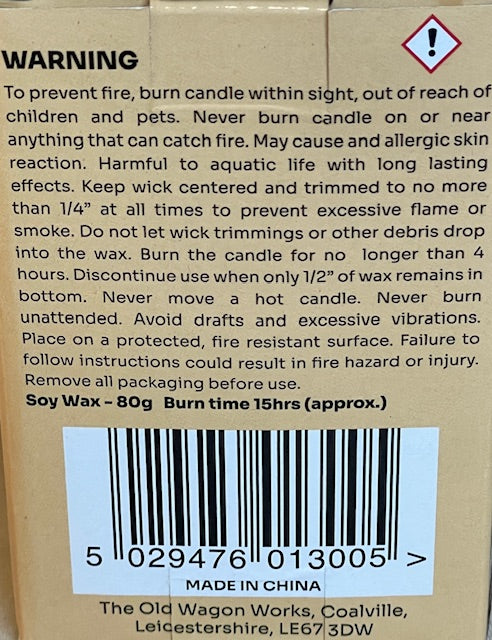 WARNING
To prevent fire, burn candle within sight, out of reach of
children and pets. Never burn candle on or near
anything that can catch fire. May cause and allergic skin
reaction. Harmful to aquatic life with long lasting
effects. Keep wick centered and trimmed to no more
than 1/4” at all times to prevent excessive flame or
smoke. Do not let wick trimmings or other debris drop
into the wax. Burn the candle for no longer than 4
hours. Discontinue use when only 1/2” of wax remains in
bottom. Never move a hot candle. Never burn
unattended. Avoid drafts and excessive vibrations.
Place on a protected, fire resistant surface. Failure to
follow instructions could result in fire hazard or injury.
Remove all packaging before use.
Soy Wax - 80g Burn time 15hrs (approx.)
5 029476 013005 >
MADE IN CHINA
The Old Wagon Works, Coalville,
Leicestershire, LE67 3DW